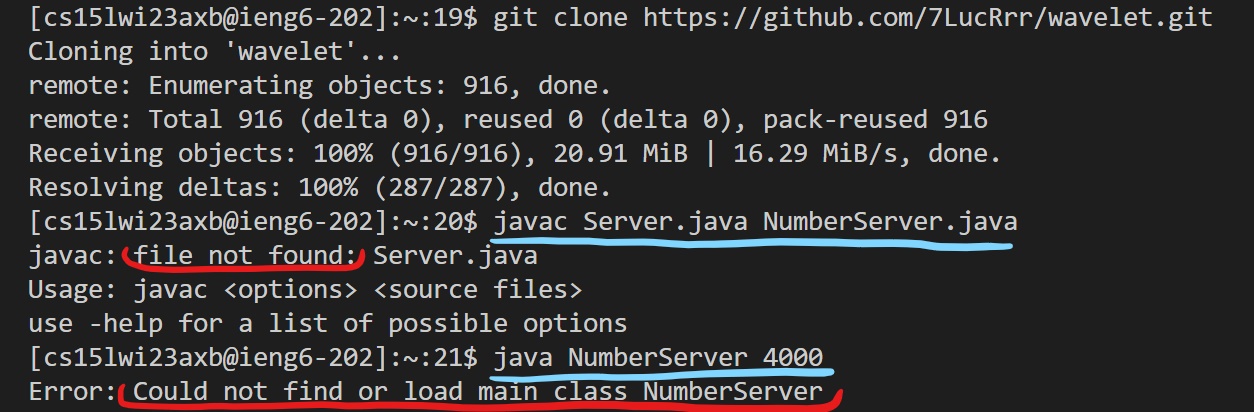 [cs15lwi23axb@ieng6-202]:~:19$ git clone https://github.com/7LucRrr/wavelet.git
Cloning into 'wavelet'...
remote: Enumerating objects: 916, done.
remote: Total 916 (delta 0), reused 0 (delta 0), pack-reused 916
Receiving objects: 100% (916/916), 20.91 MiB | 16.29 MiB/s, done.
Resolving deltas: 100% (287/287), done.
[cs15lwi23axb@ieng6-202]:~:20$ javac Server.java NumberServer.java
javac: file not found: Server.java
Usage: javac <options> <source files>
use -help for a list of possible options
[cs15lwi23axb@ieng6-202]:~:21$ java NumberServer 4000
Error: Could not find or load main class NumberServer